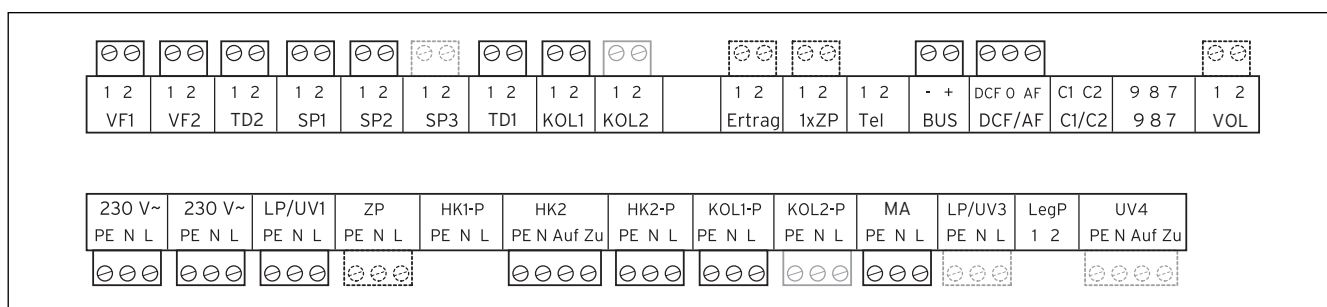 1 2 1 2 1 2 1 2 1 2 1 2 1 2 1 2 1 2 1 2 1 2 1 2 - + DCF O AF C1 C2 9 8 7 1 2
VF1 VF2 TD2 SP1 SP2 SP3 TD1 KOL1 KOL2 Ertrag 1xZP Tel BUS DCF/AF C1/C2 9 8 7 VOL
230 V~ 230 V~ LP/UV1 ZP HK1-P HK2 HK2-P KOL1-P KOL2-P MA LP/UV3 LegP UV4
PE N L PE N L PE N L PE N L PE N L PE N Auf Zu PE N L PE N L PE N L PE N L PE N L 1 2 PE N Auf Zu